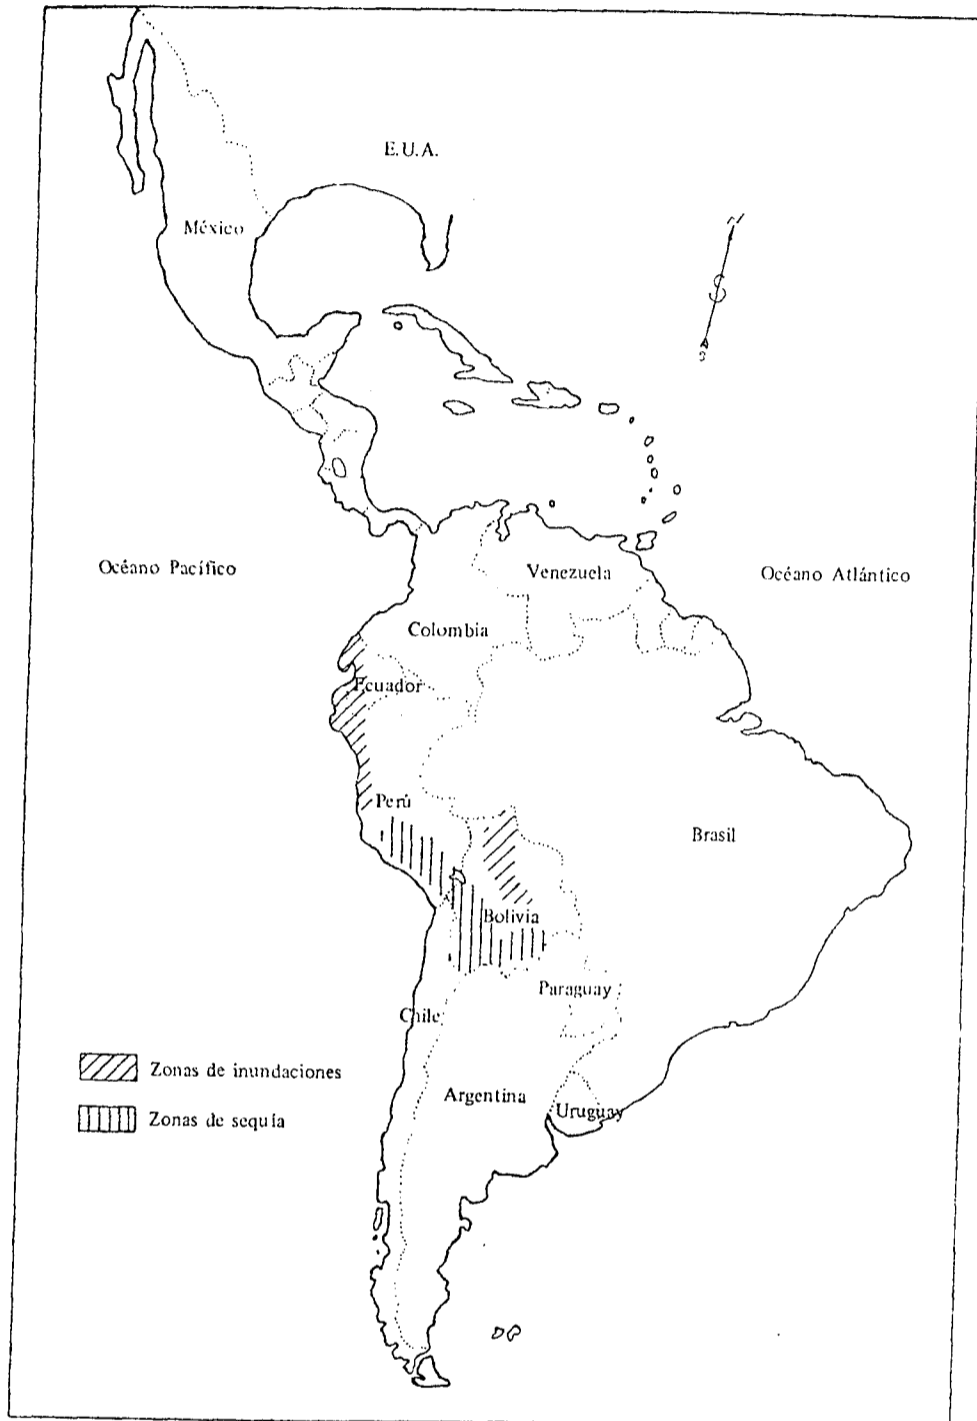 E.U.A.
México
N
S
Océano Pacífico
Venezuela
Océano Atlántico
Colombia
Ecuador
Perú
Brasil
Bolivia
Paraguay
Chile
Zonas de inundaciones
Argentina
Uruguay
Zonas de sequía